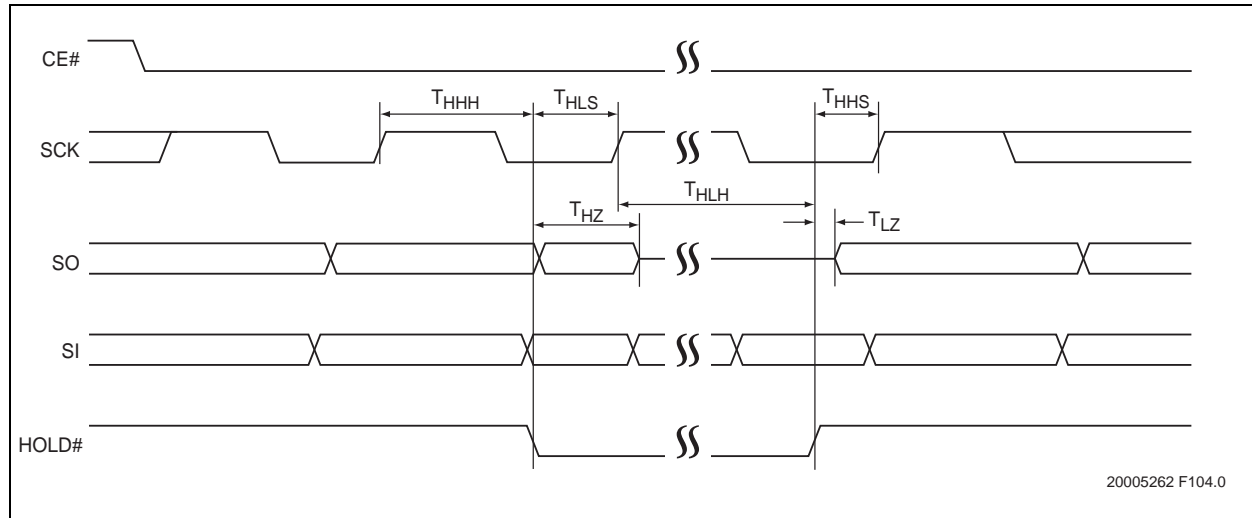 CE#
THHH
THLS
THHS
SCK
THLH
THZ
TLZ
SO
SI
HOLD#
20005262 F104.0